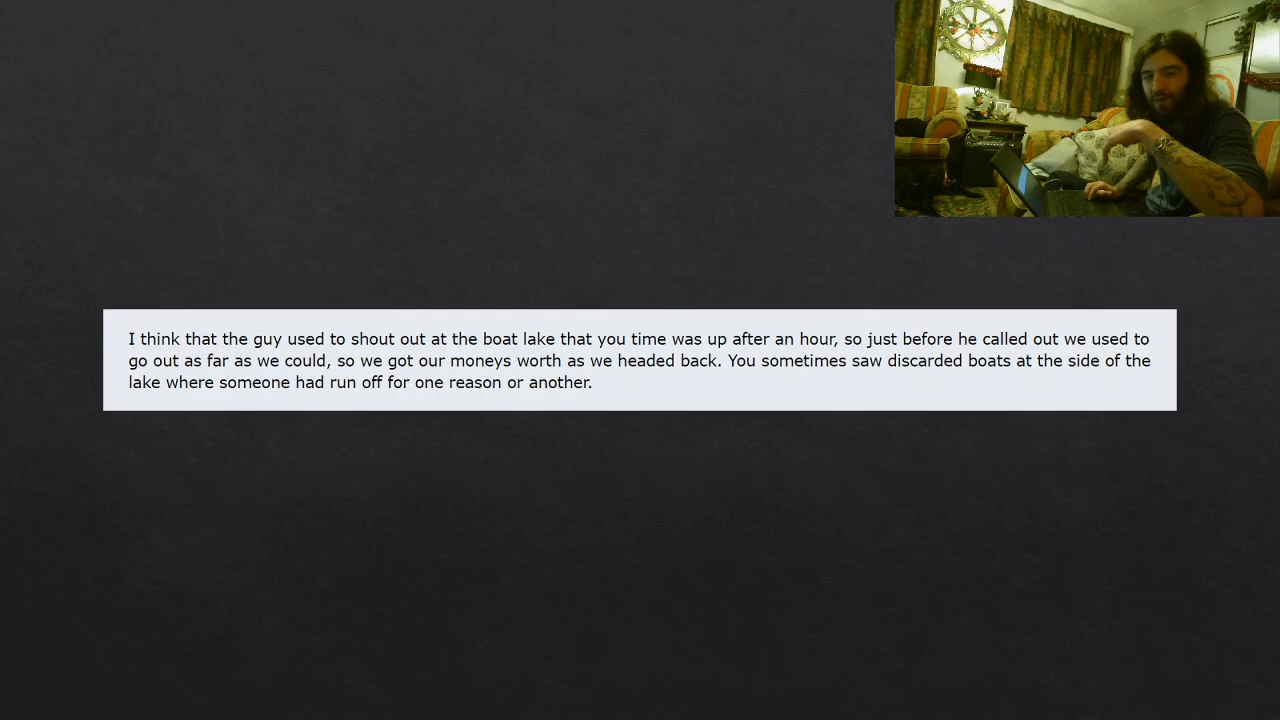 I think that the guy used to shout out at the boat lake that you time was up after an hour, so just before he called out we used to
go out as far as we could, so we got our moneys worth as we headed back. You sometimes saw discarded boats at the side of the
lake where someone had run off for one reason or another.